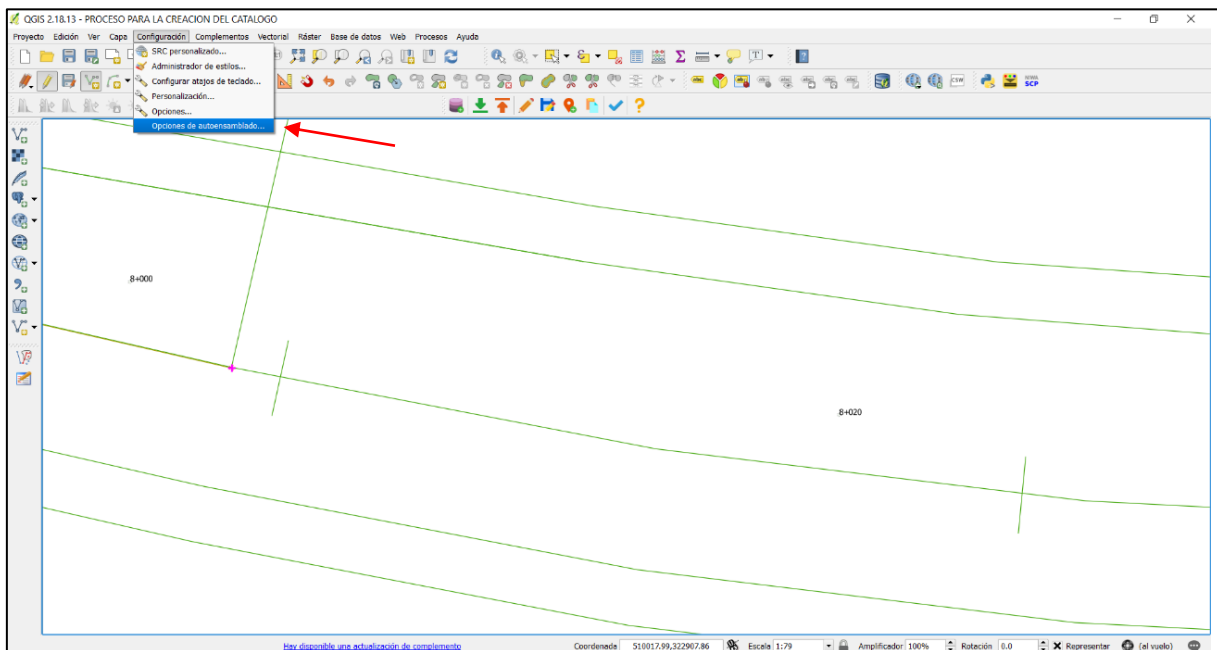 QGIS 2.18.13 - PROCESO PARA LA CREACION DEL CATALOGO
Proyecto Edición Ver Capa Configuración Complementos Vectorial Ráster Base de datos Web Procesos Ayuda
SRC personalizado...
Administrador de estilos...
Configurar atajos de teclado...
Personalización...
Opciones...
Opciones de autoensamblado...
CSW
SCP
8+000
8+020
Hay disponible una actualización de complemento Coordenada 510017.99,322907.86 Escala 1:79 Amplificador 100% Rotación 0.0 Representar (al vuelo)